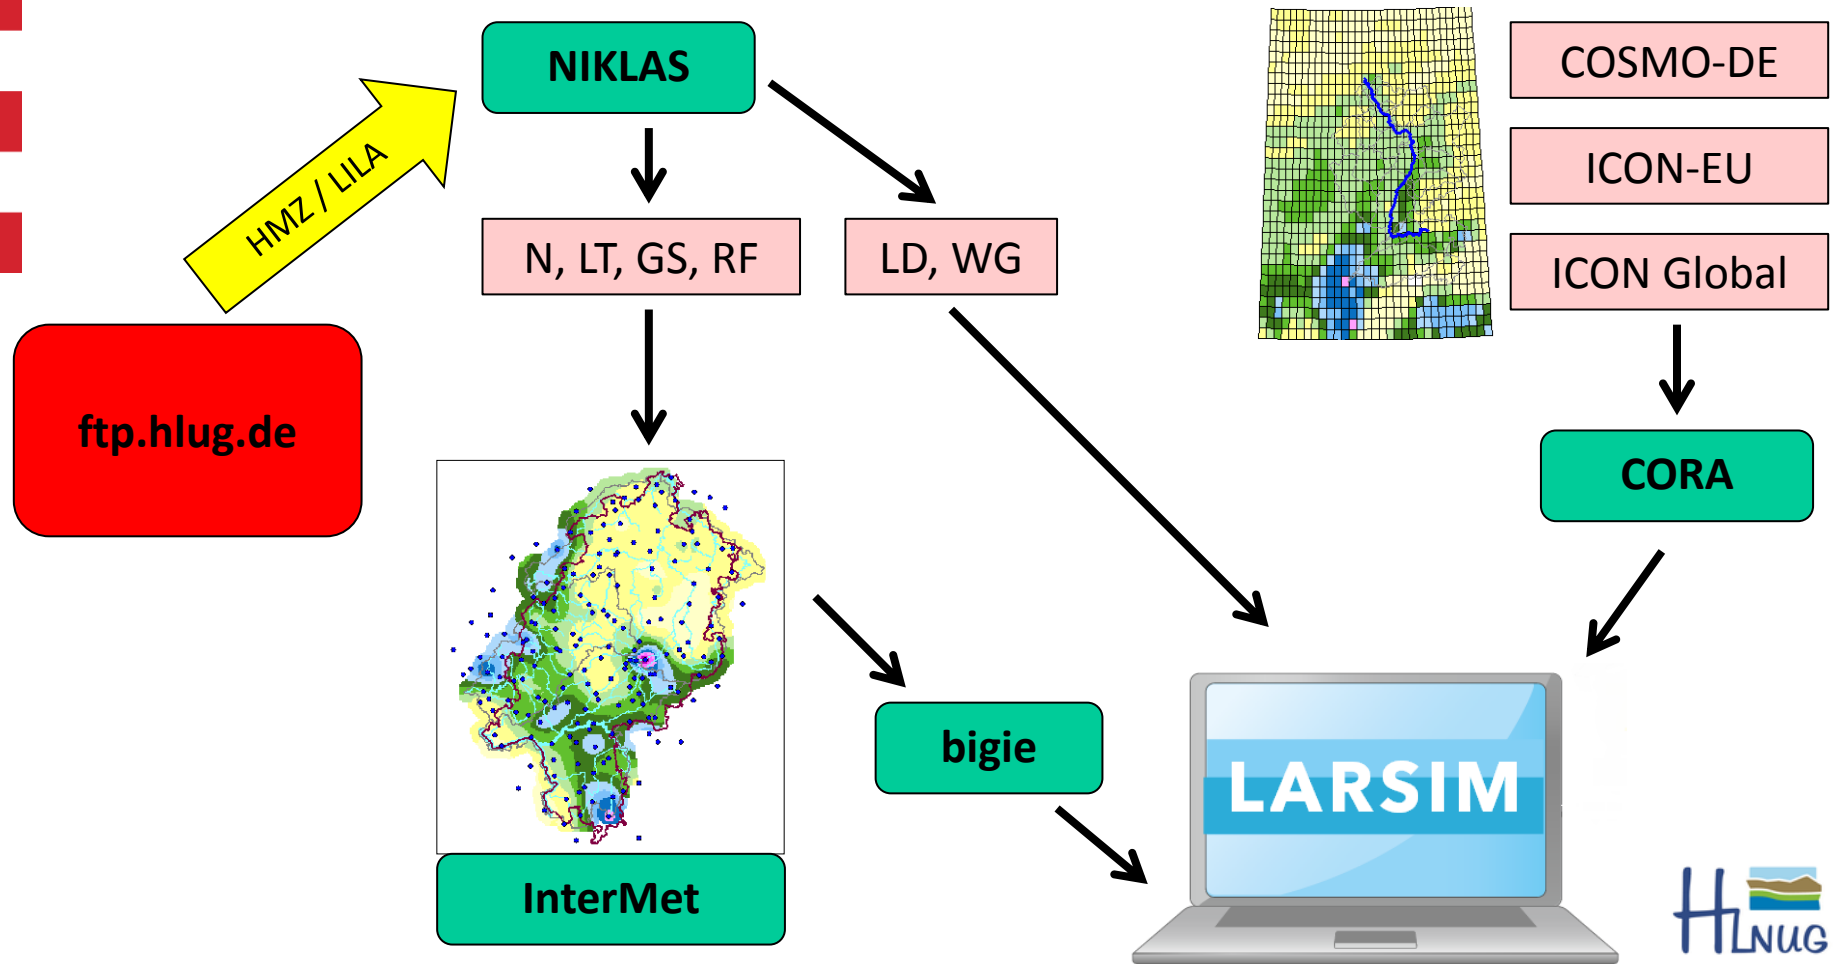 NIKLAS
COSMO-DE
HMZ / LILA
ICON-EU
N, LT, GS, RF
LD, WG
ICON Global
ftp.hlug.de
CORA
bigie
LARSIM
InterMet
HLNUG